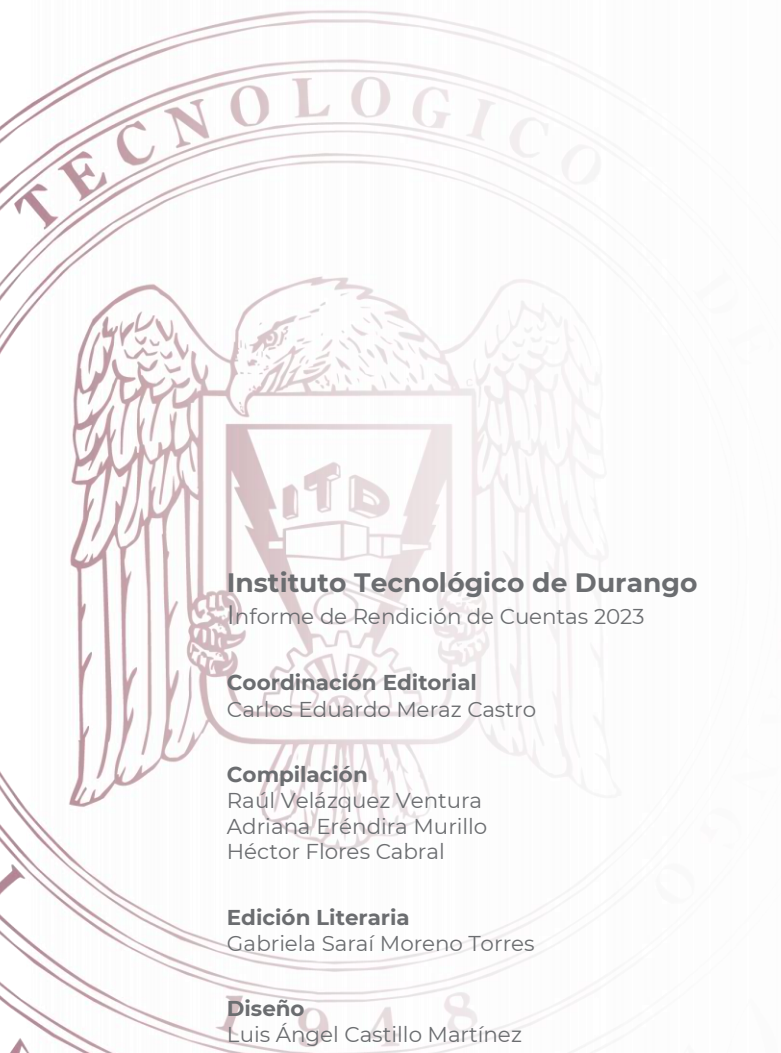 TECNOLOGICO DE
ITD
Instituto Tecnológico de Durango
Informe de Rendición de Cuentas 2023
Coordinación Editorial
Carlos Eduardo Meraz Castro
Compilación
Raúl Velázquez Ventura
Adriana Eréndira Murillo
Héctor Flores Cabral
Edición Literaria
Gabriela Saraí Moreno Torres
Diseño
Luis Ángel Castillo Martínez
1948